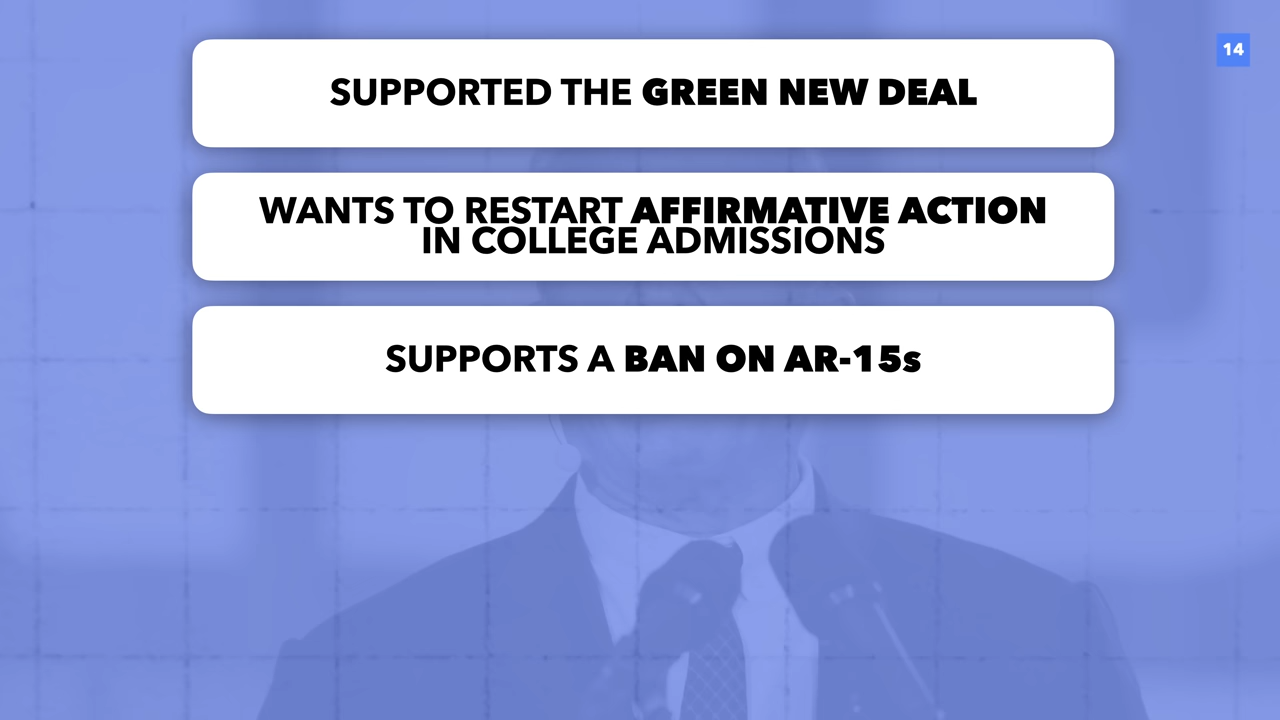 14
SUPPORTED THE GREEN NEW DEAL
WANTS TO RESTART AFFIRMATIVE ACTION
IN COLLEGE ADMISSIONS
SUPPORTS A BAN ON AR-15s